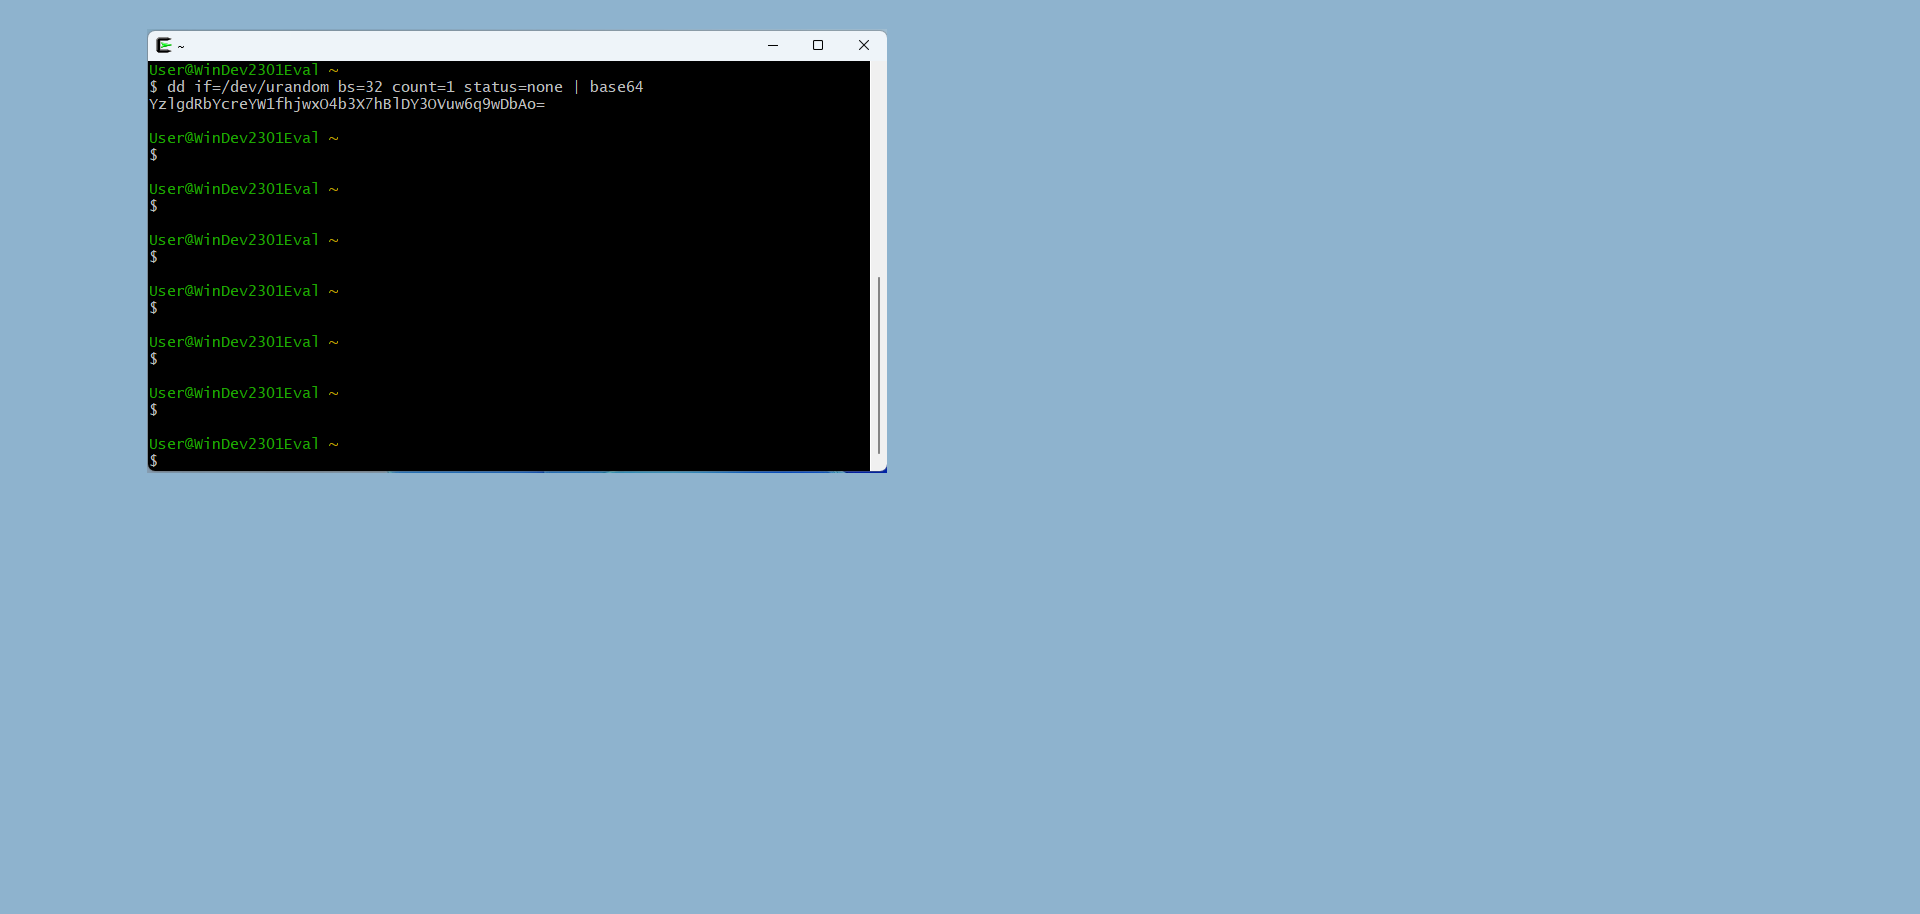 ~
User@WinDev2301Eval ~
$ dd if=/dev/urandom bs=32 count=1 status=none | base64
YzlgdRbYcreYW1fhjwxO4b3X7hBlDY3OVuw6q9wDbAo=
User@WinDev2301Eval ~
$
User@WinDev2301Eval ~
$
User@WinDev2301Eval ~
$
User@WinDev2301Eval ~
$
User@WinDev2301Eval ~
$
User@WinDev2301Eval ~
$
User@WinDev2301Eval ~
$